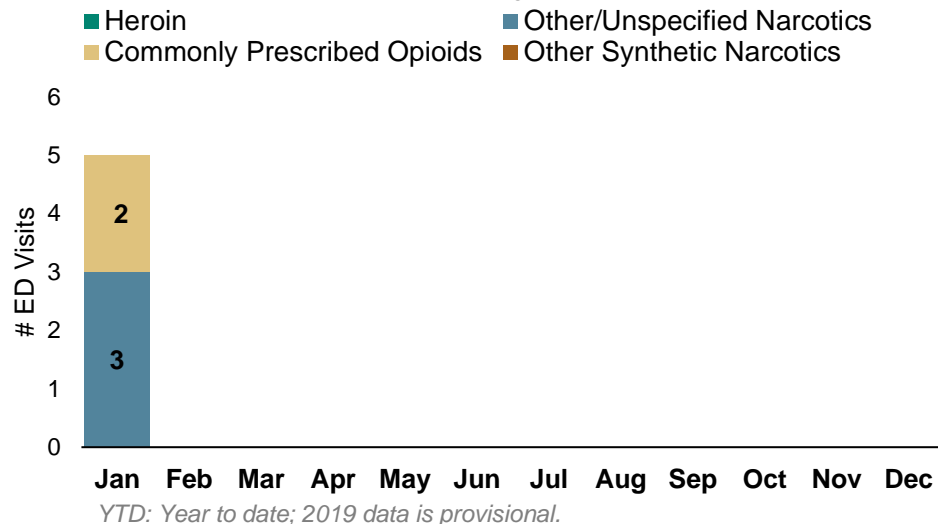 Heroin Other/Unspecified Narcotics
Commonly Prescribed Opioids Other Synthetic Narcotics
6
5
4
3
2
1
0
# ED Visits
2
3
Jan Feb Mar Apr May Jun Jul Aug Sep Oct Nov Dec
YTD: Year to date; 2019 data is provisional.